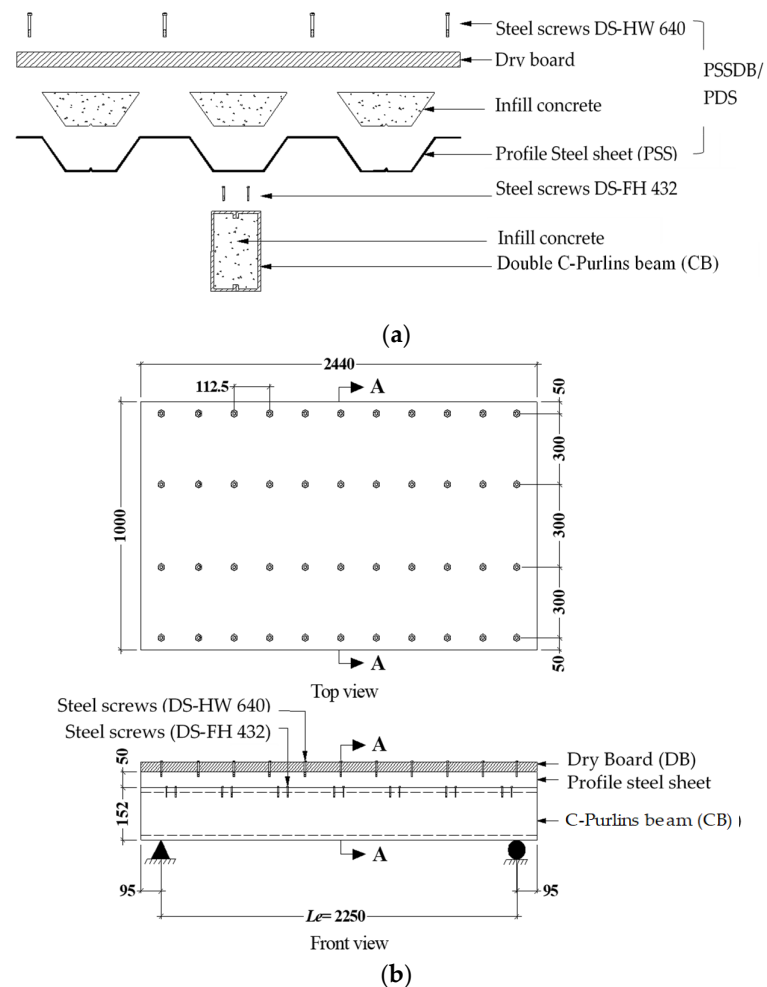 Steel screws DS-HW 640
Dry board
PSSDB/
PDS
Infill concrete
Profile Steel sheet (PSS)
Steel screws DS-FH 432
Infill concrete
Double C-Purlins beam (CB)
(a)
2440
112.5
A
50
300
1000
300
300
50
A
Top view
Steel screws (DS-HW 640)
Steel screws (DS-FH 432)
A
50
Dry Board (DB)
Profile steel sheet
152
C-Purlins beam (CB)
A
95
95
Le= 2250
Front view
(b)